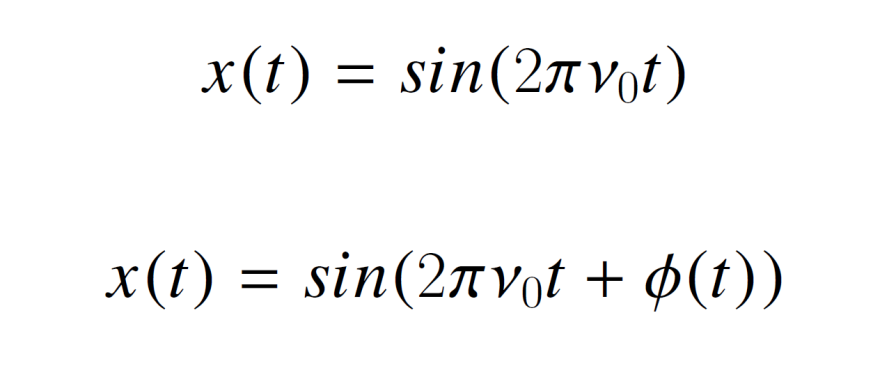 x(t) = sin(2πν₀t)
x(t) = sin(2πν₀t + ϕ(t))